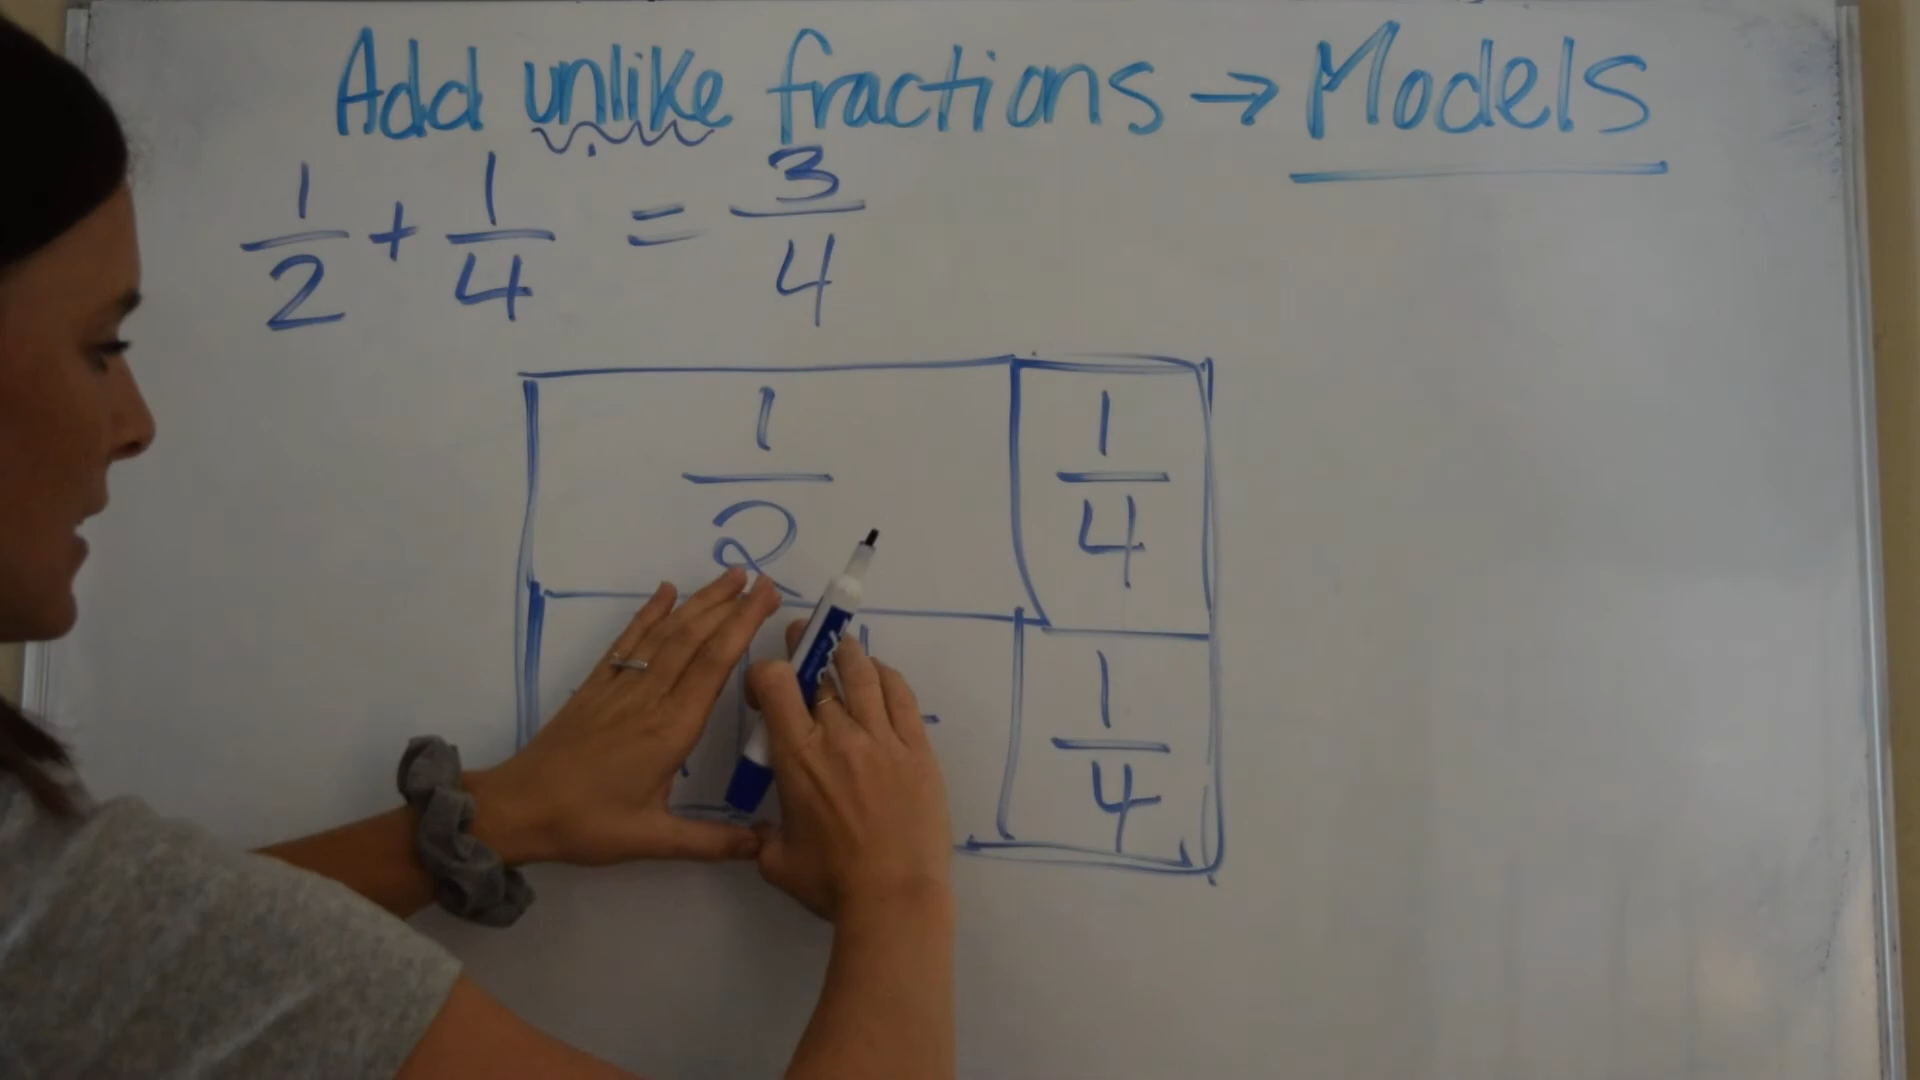 Add unlike fractions → Models
1/2 + 1/4 = 3/4
1/2 1/4
1/4